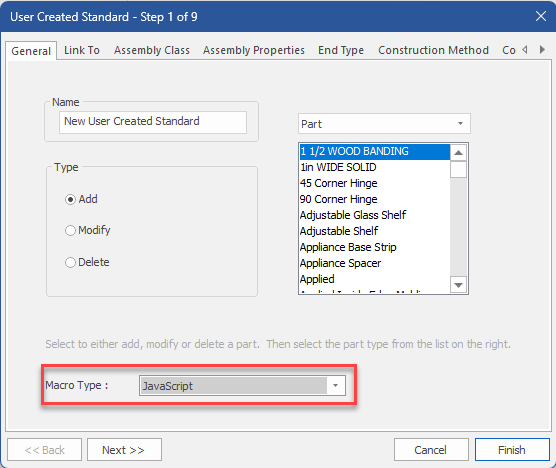 User Created Standard - Step 1 of 9
General Link To Assembly Class Assembly Properties End Type Construction Method Co
Name
New User Created Standard
Type
Add
Modify
Delete
Part
1 1/2 WOOD BANDING
1in WIDE SOLID
45 Corner Hinge
90 Corner Hinge
Adjustable Glass Shelf
Adjustable Shelf
Appliance Base Strip
Appliance Spacer
Applied
Select to either add, modify or delete a part. Then select the part type from the list on the right.
Macro Type :
JavaScript
<< Back Next >> Cancel Finish